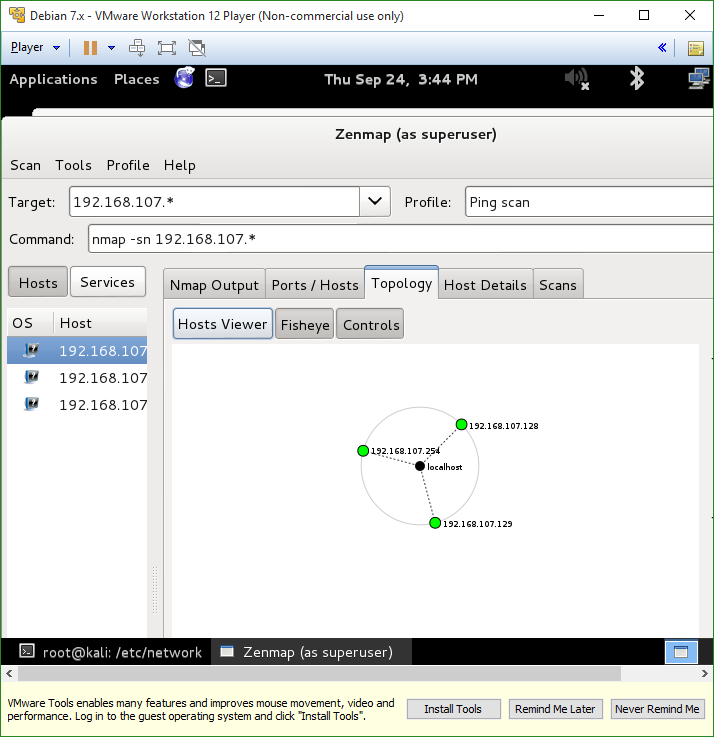 Debian 7.x - VMware Workstation 12 Player (Non-commercial use only)
Player
Applications Places Thu Sep 24, 3:44 PM
Zenmap (as superuser)
Scan Tools Profile Help
Target: 192.168.107.* Profile: Ping scan
Command: nmap -sn 192.168.107.*
Hosts Services Nmap Output Ports / Hosts Topology Host Details Scans
OS Host Hosts Viewer Fisheye Controls
192.168.107
192.168.107
192.168.107
192.168.107.128
192.168.107.254
localhost
192.168.107.129
root@kali: /etc/network Zenmap (as superuser)
VMware Tools enables many features and improves mouse movement, video and
performance. Log in to the guest operating system and click "Install Tools".
Install Tools Remind Me Later Never Remind Me